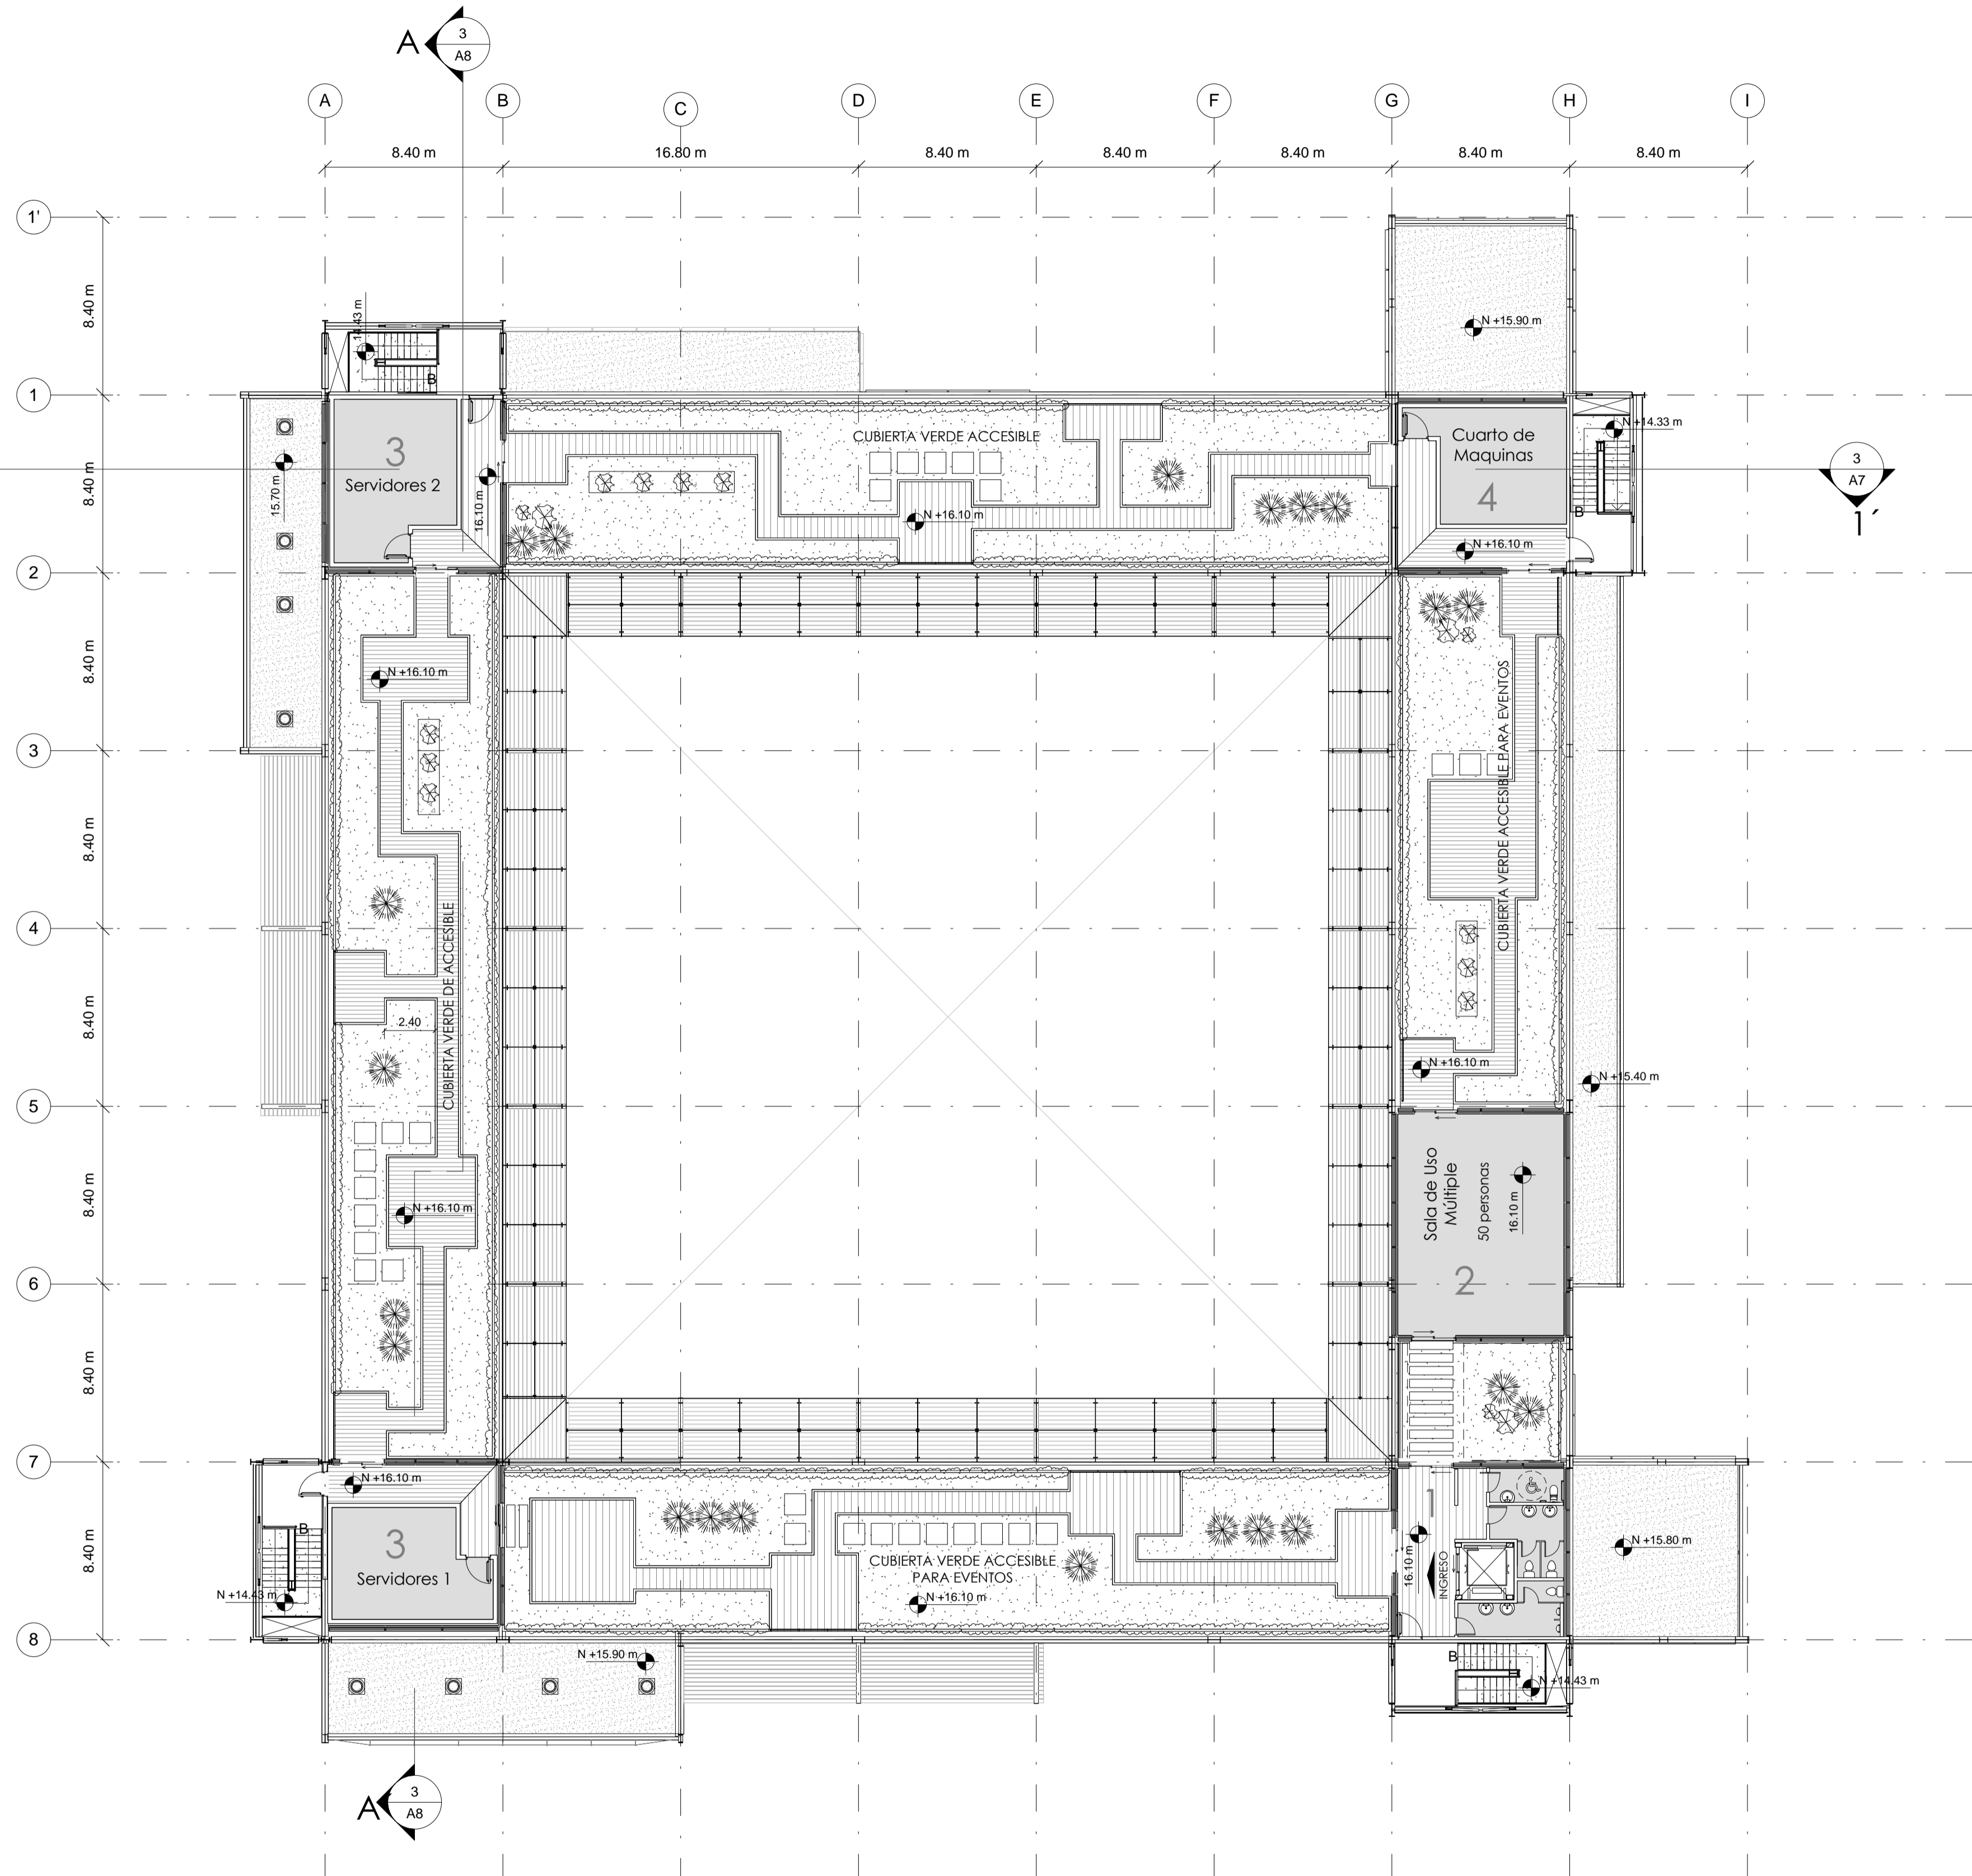 A
3
A8
A
B
C
D
E
F
G
H
I
8.40 m
16.80 m
8.40 m
8.40 m
8.40 m
8.40 m
8.40 m
1'
8.40 m
N +15.90 m
14.43 m
B
1
8.40 m
3
Servidores 2
15.70 m
16.10 m
CUBIERTA VERDE ACCESIBLE
N +16.10 m
Cuarto de
Maquinas
4
N +14.33 m
B
N +16.10 m
3
A7
1´
2
8.40 m
N +16.10 m
CUBIERTA VERDE ACCESIBLE PARA EVENTOS
3
8.40 m
4
CUBIERTA VERDE DE ACCESIBLE
8.40 m
2.40
N +16.10 m
N +15.40 m
5
8.40 m
Sala de Uso
Múltiple
50 personas
16.10 m
2
N +16.10 m
6
8.40 m
7
N +16.10 m
8.40 m
B
3
Servidores 1
N +14.43 m
CUBIERTA VERDE ACCESIBLE
PARA EVENTOS
N +16.10 m
16.10 m
INGRESO
N +15.80 m
8
N +15.90 m
B
N +14.43 m
A
3
A8